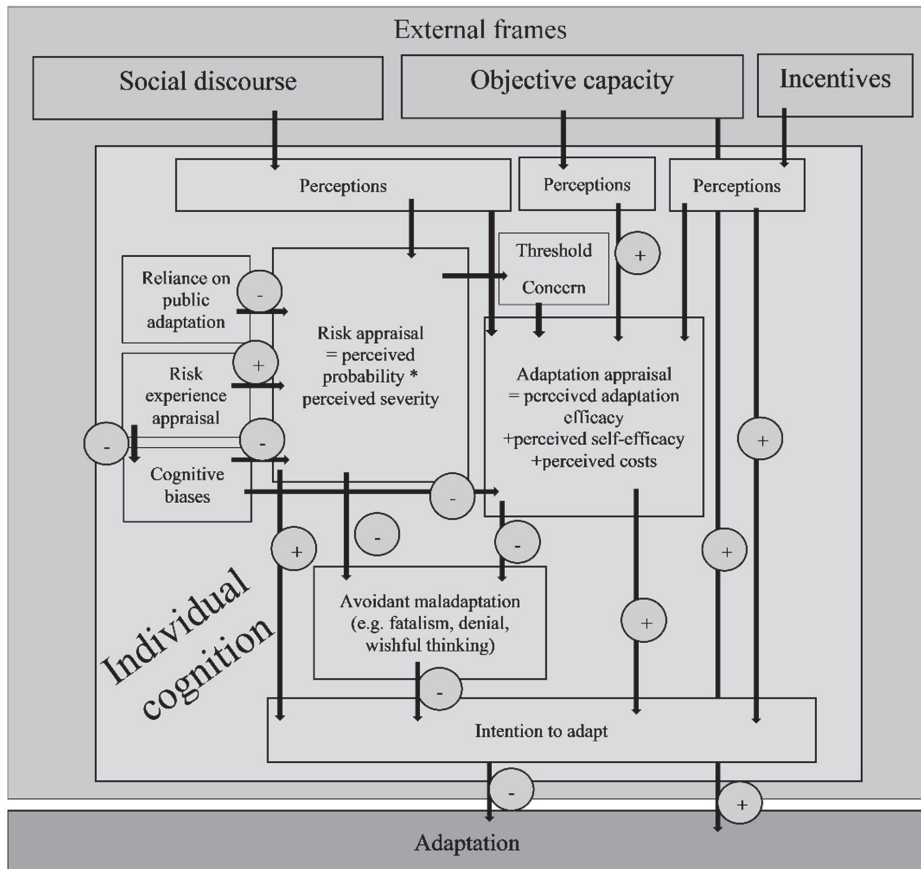 External frames
Social discourse
Objective capacity
Incentives
Perceptions
Perceptions
Perceptions
Threshold
Concern
+
Reliance on
public
adaptation
-
Risk
experience
appraisal
+
-
-
Cognitive
biases
Risk appraisal
= perceived
probability *
perceived severity
Adaptation appraisal
= perceived adaptation
efficacy
+perceived self-efficacy
+perceived costs
+
-
+
-
-
+
Avoidant maladaptation
(e.g. fatalism, denial,
wishful thinking)
+
-
Individual
cognition
Intention to adapt
-
+
Adaptation